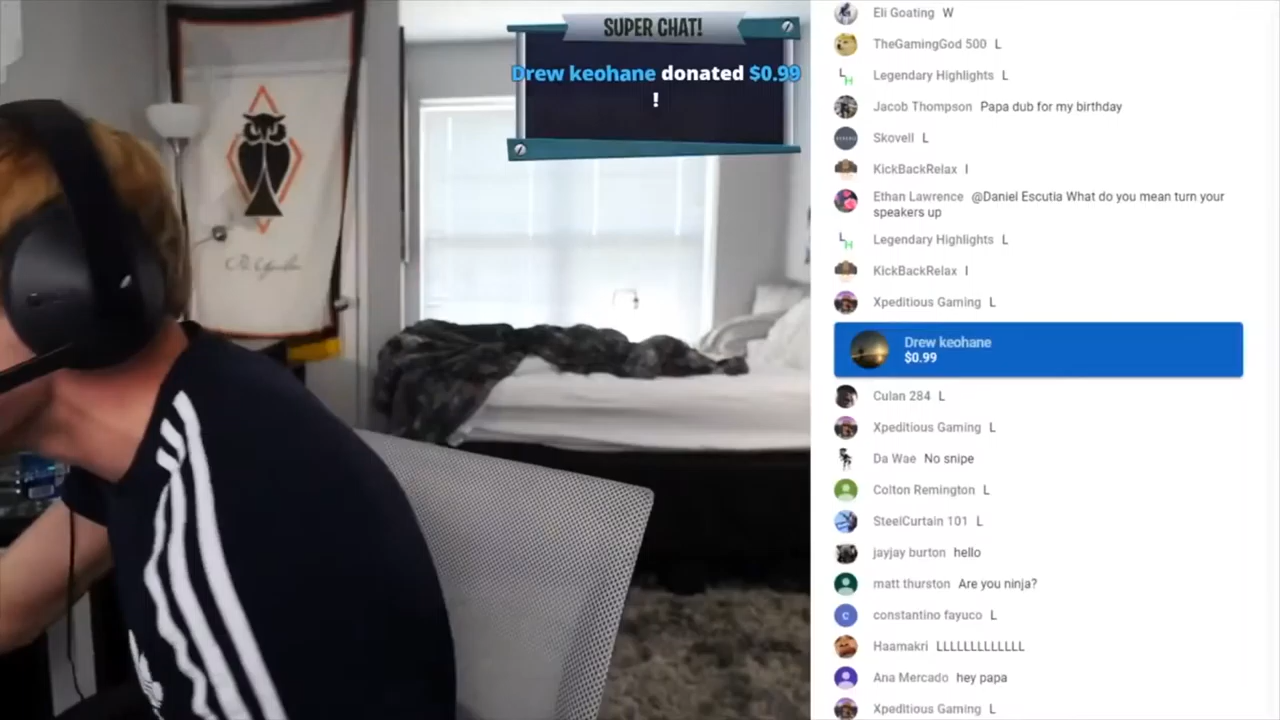 SUPER CHAT!
Drew keohane donated $0.99
!
Eli Goating W
TheGamingGod 500 L
Legendary Highlights L
Jacob Thompson Papa dub for my birthday
Skovell L
KickBackRelax l
Ethan Lawrence @Daniel Escutia What do you mean turn your
speakers up
Legendary Highlights L
KickBackRelax l
Xpeditious Gaming L
Drew keohane
$0.99
Culan 284 L
Xpeditious Gaming L
Da Wae No snipe
Colton Remington L
SteelCurtain 101 L
jayjay burton hello
matt thurston Are you ninja?
C constantino fayuco L
Haamakri LLLLLLLLLLLLL
Ana Mercado hey papa
Xpeditious Gaming L